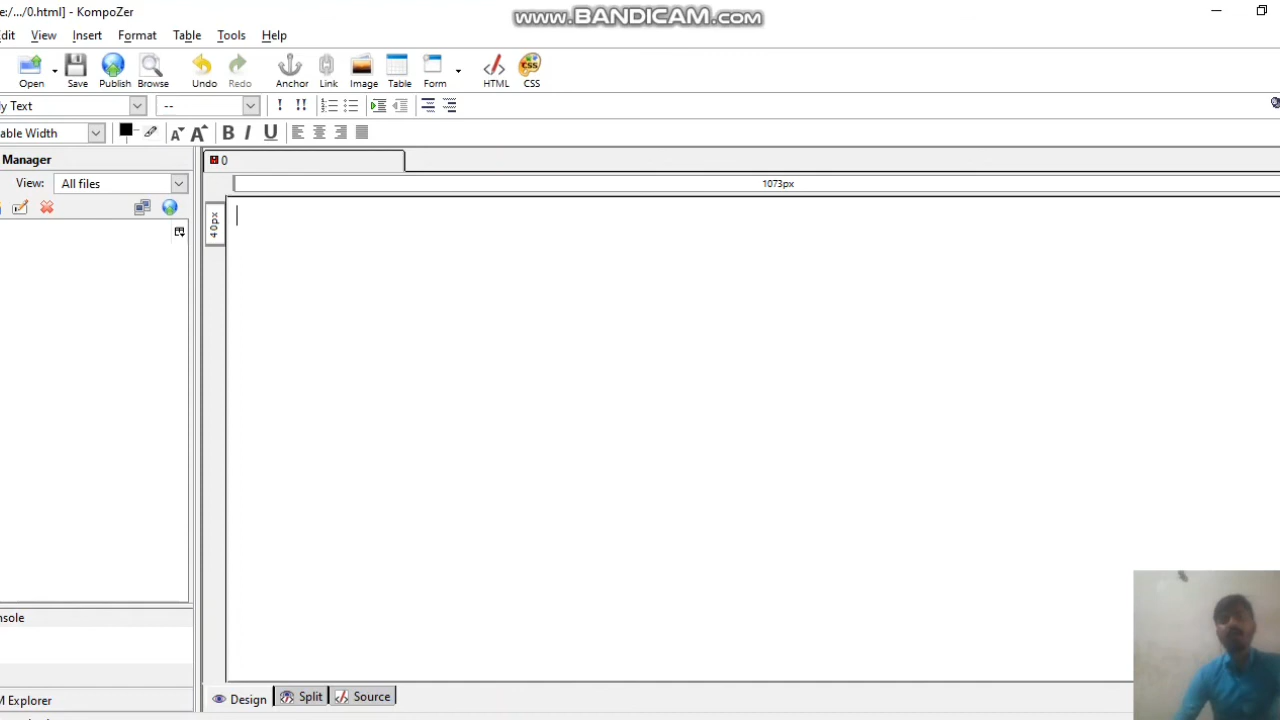 e:/.../0.html] - KompoZer
www.BANDICAM.com
dit View Insert Format Table Tools Help
Open Save Publish Browse Undo Redo Anchor Link Image Table Form HTML CSS
y Text -- ! !!
able Width B I U
Manager
0
View: All files
1073px
40px
nsole
M Explorer
Design Split Source